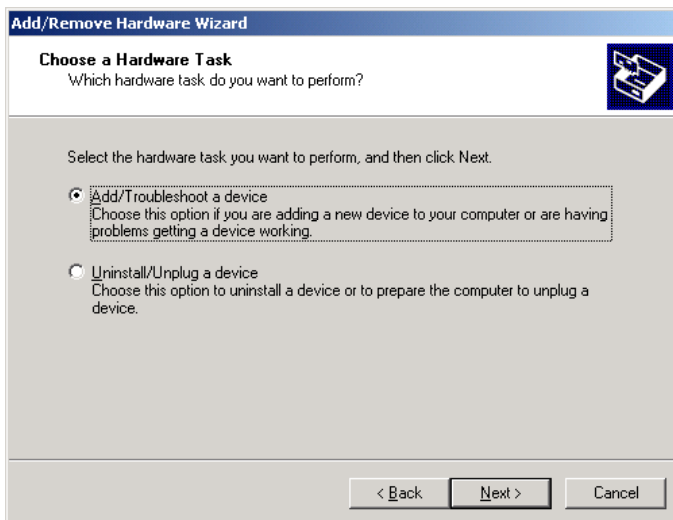 Add/Remove Hardware Wizard
Choose a Hardware Task
Which hardware task do you want to perform?
Select the hardware task you want to perform, and then click Next.
Add/Troubleshoot a device
Choose this option if you are adding a new device to your computer or are having
problems getting a device working.
Uninstall/Unplug a device
Choose this option to uninstall a device or to prepare the computer to unplug a
device.
< Back
Next >
Cancel